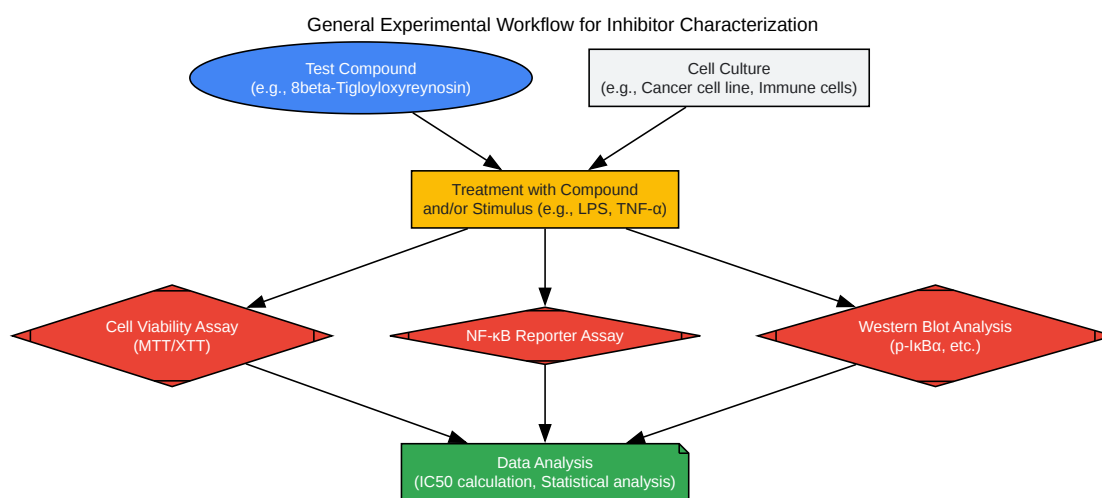 General Experimental Workflow for Inhibitor Characterization
Test Compound
(e.g., 8beta-Tigloyloxyreynosin)
Cell Culture
(e.g., Cancer cell line, Immune cells)
Treatment with Compound
and/or Stimulus (e.g., LPS, TNF-α)
Cell Viability Assay
(MTT/XTT)
NF-κB Reporter Assay
Western Blot Analysis
(p-IκBα, etc.)
Data Analysis
(IC50 calculation, Statistical analysis)